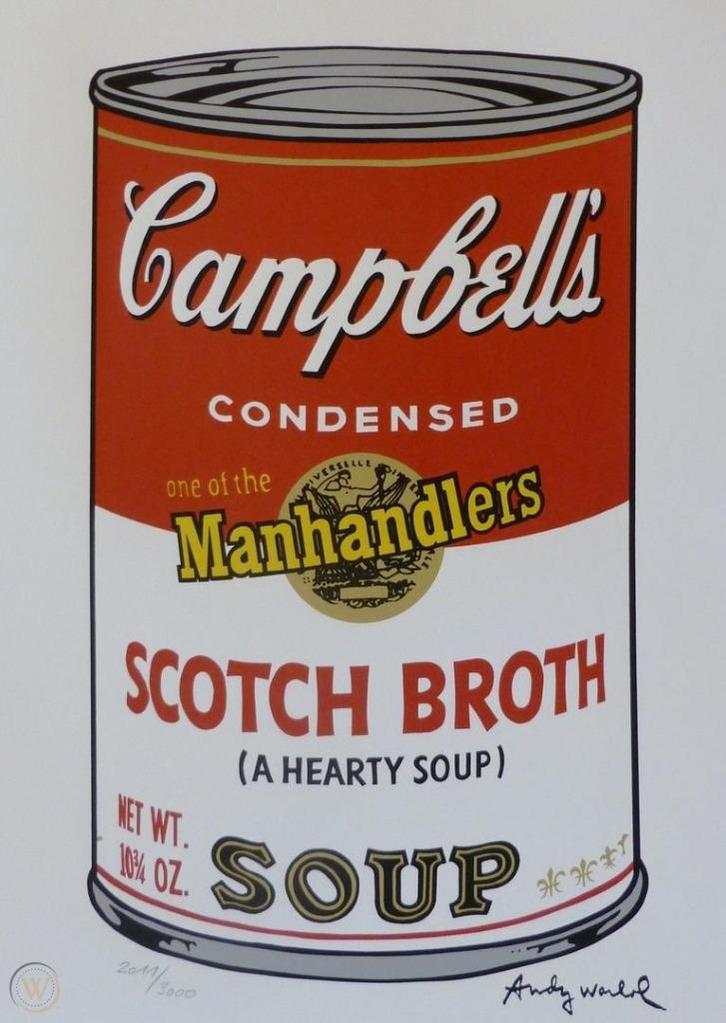 Campbell's
CONDENSED
one of the
Manhandlers
SCOTCH BROTH
(A HEARTY SOUP)
NET WT.
10¾ OZ.
SOUP
2011/3000
Andy Warhol
W